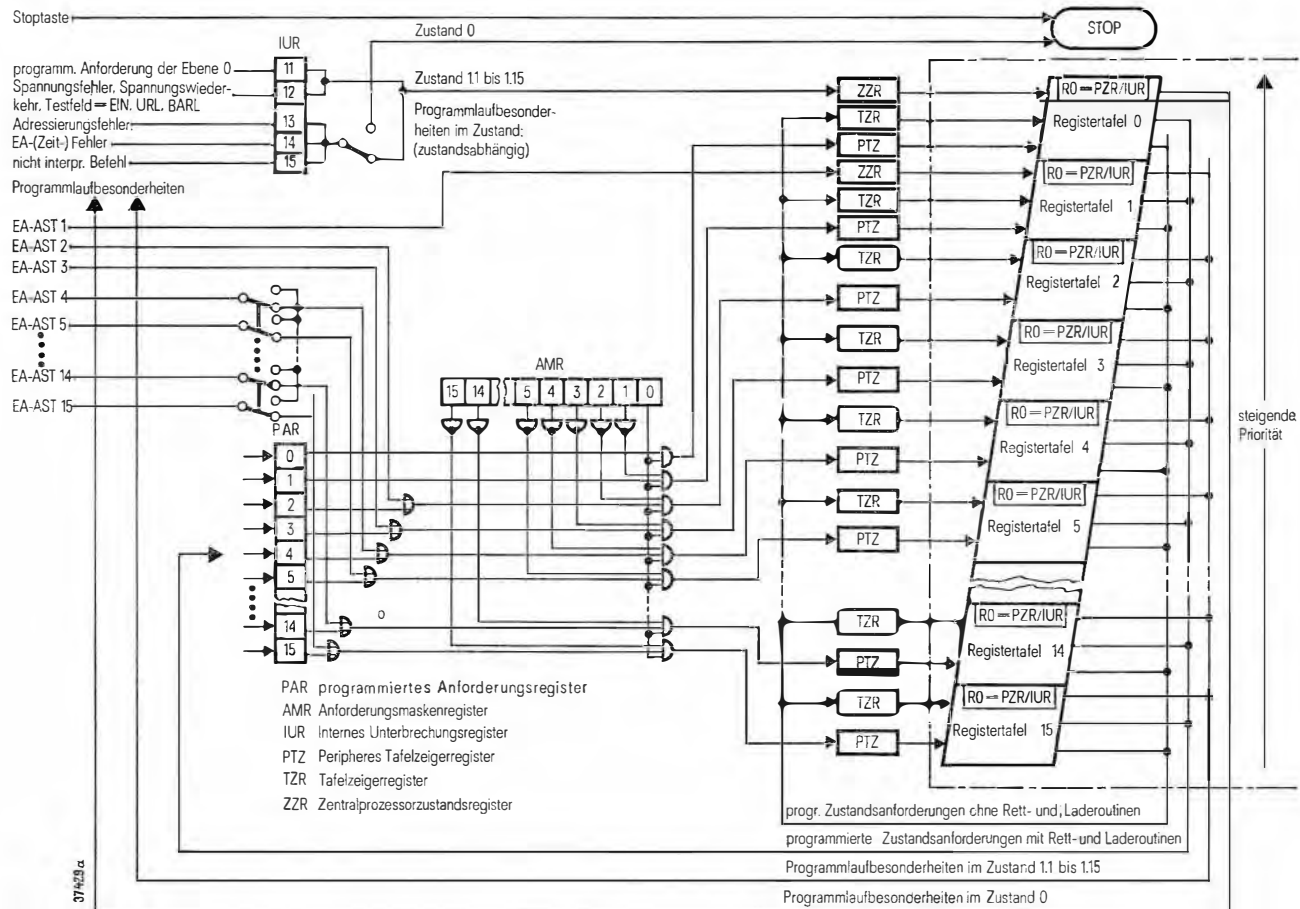 Stoptaste
STOP
Zustand 0
IUR
programm. Anforderung der Ebene 0
11
Zustand 1.1 bis 1.15
Spannungsfehler, Spannungswieder-
kehr. Testfeld = EIN. URL. BARL
12
Adressierungsfehler
13
EA-(Zeit-) Fehler
14
nicht interpr. Befehl
15
Programmlaufbesonder-
heiten im Zustand:
(zustandsabhängig)
Programmlaufbesonderheiten
EA-AST 1
EA-AST 2
EA-AST 3
EA-AST 4
EA-AST 5
EA-AST 14
EA-AST 15
PAR
0
1
2
3
4
5
14
15
o
AMR
15 14 5 4 3 2 1 0
ZZR
TZR
PTZ
ZZR
TZR
PTZ
TZR
PTZ
TZR
PTZ
TZR
PTZ
TZR
PTZ
TZR
PTZ
TZR
PTZ
R0 = PZR/IUR
Registertafel 0
R0 = PZR/IUR
Registertafel 1
R0 = PZR/IUR
Registertafel 2
R0 = PZR/IUR
Registertafel 3
R0 = PZR/IUR
Registertafel 4
R0 = PZR/IUR
Registertafel 5
R0 = PZR/IUR
Registertafel 14
R0 = PZR/IUR
Registertafel 15
steigende
Priorität
PAR programmiertes Anforderungsregister
AMR Anforderungsmaskenregister
IUR Internes Unterbrechungsregister
PTZ Peripheres Tafelzeigerregister
TZR Tafelzeigerregister
ZZR Zentralprozessorzustandsregister
progr. Zustandsanforderungen ohne Rett- und Laderoutinen
programmierte Zustandsanforderungen mit Rett-und Laderoutinen
Programmlaufbesonderheiten im Zustand 1.1 bis 1.15
Programmlaufbesonderheiten im Zustand 0
37429a